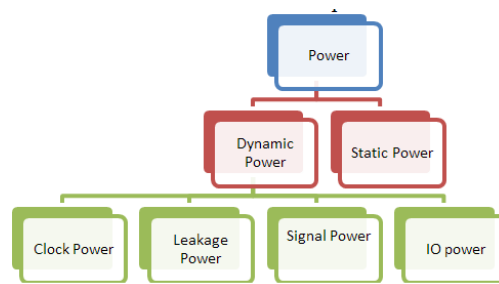 Power
Dynamic
Power
Static Power
Clock Power
Leakage
Power
Signal Power
IO power